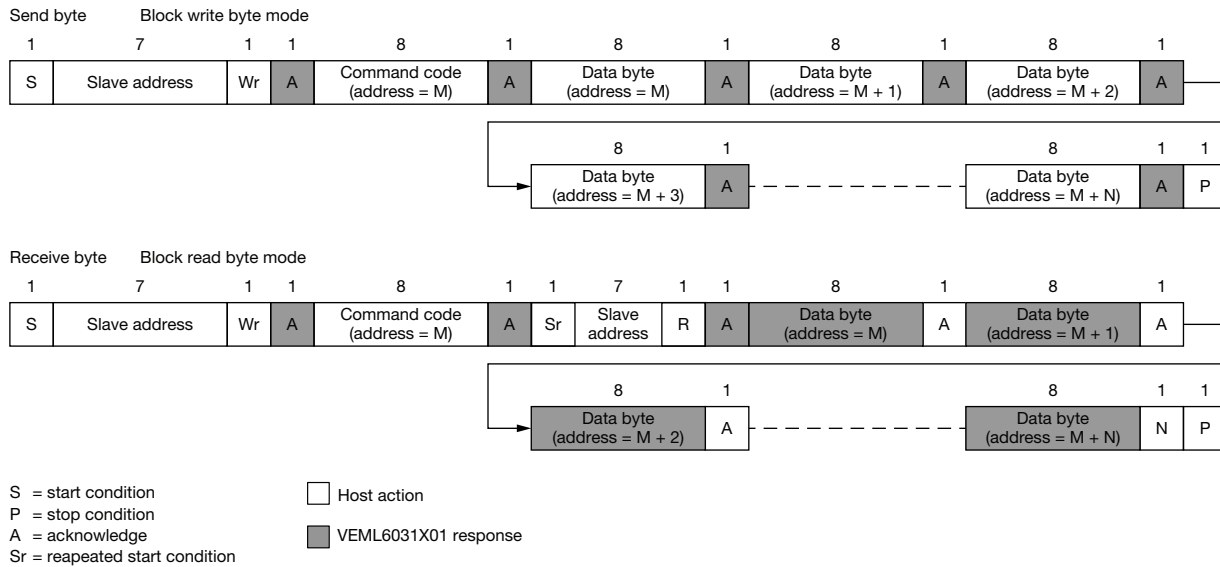 Send byte Block write byte mode
1 7 1 1 8 1 8 1 8 1 8 1
S Slave address Wr A Command code (address = M) A Data byte (address = M) A Data byte (address = M + 1) A Data byte (address = M + 2) A
8 1 8 1 1
Data byte (address = M + 3) A Data byte (address = M + N) A P
Receive byte Block read byte mode
1 7 1 1 8 1 1 7 1 1 8 1 8 1
S Slave address Wr A Command code (address = M) A Sr Slave address R A Data byte (address = M) A Data byte (address = M + 1) A
8 1 8 1 1
Data byte (address = M + 2) A Data byte (address = M + N) N P
S = start condition
P = stop condition
A = acknowledge
Sr = reapeated start condition
Host action
VEML6031X01 response